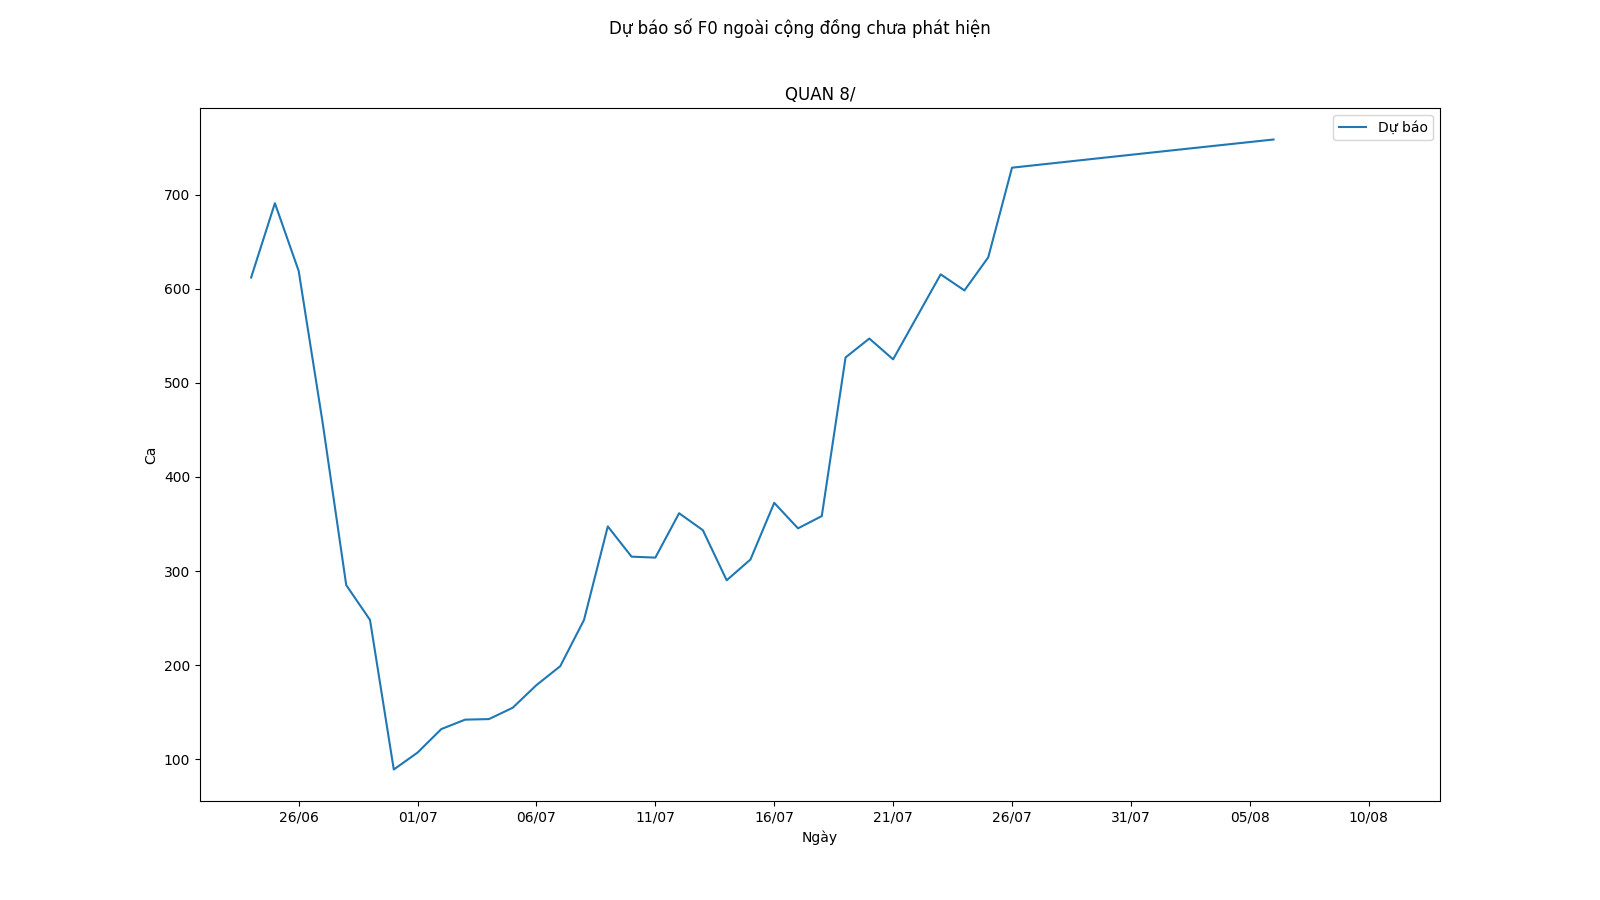 Dự báo số F0 ngoài cộng đồng chưa phát hiện
QUAN 8/
Dự báo
700
600
500
400
300
200
100
Ca
26/06 01/07 06/07 11/07 16/07 21/07 26/07 31/07 05/08 10/08
Ngày